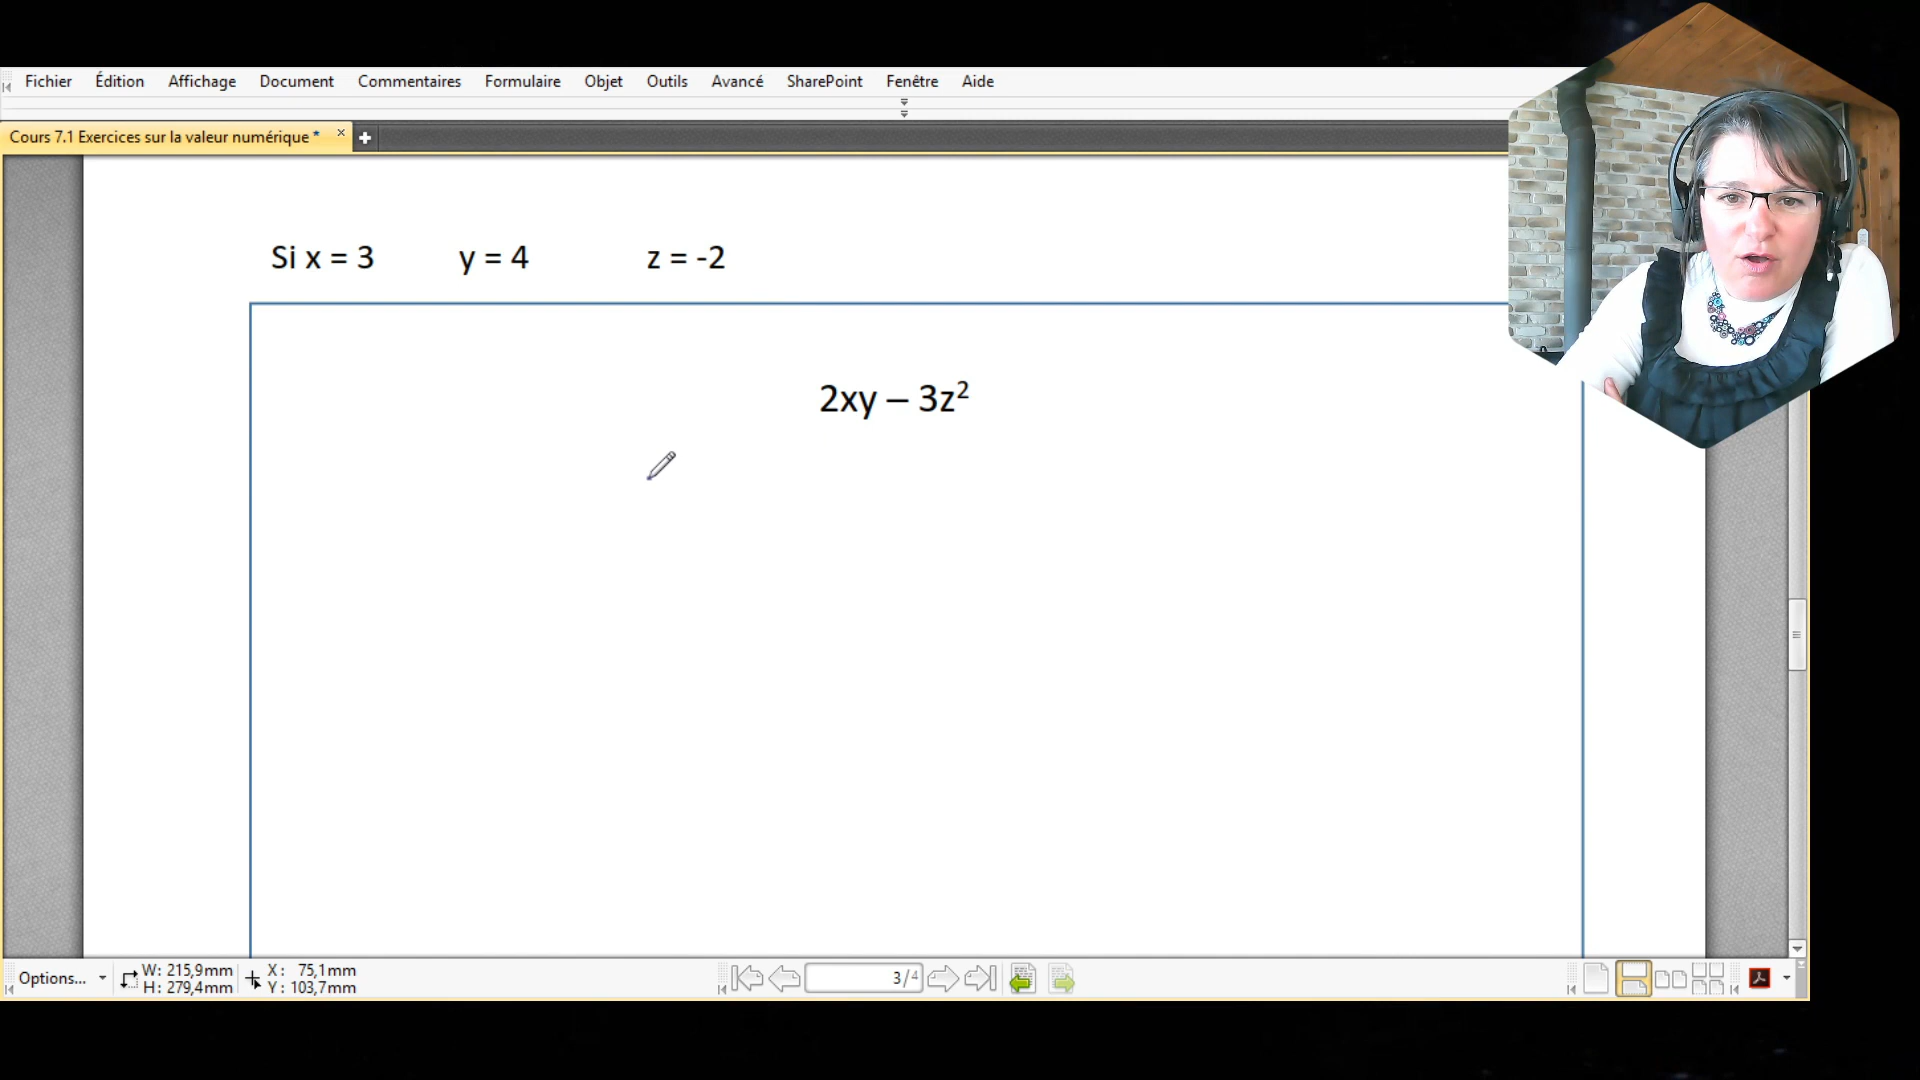 Fichier Édition Affichage Document Commentaires Formulaire Objet Outils Avancé SharePoint Fenêtre Aide
Cours 7.1 Exercices sur la valeur numérique *
Si x = 3 y = 4 z = -2
2xy – 3z²
Options... W: 215,9mm X: 75,1mm 3/4
H: 279,4mm Y: 103,7mm